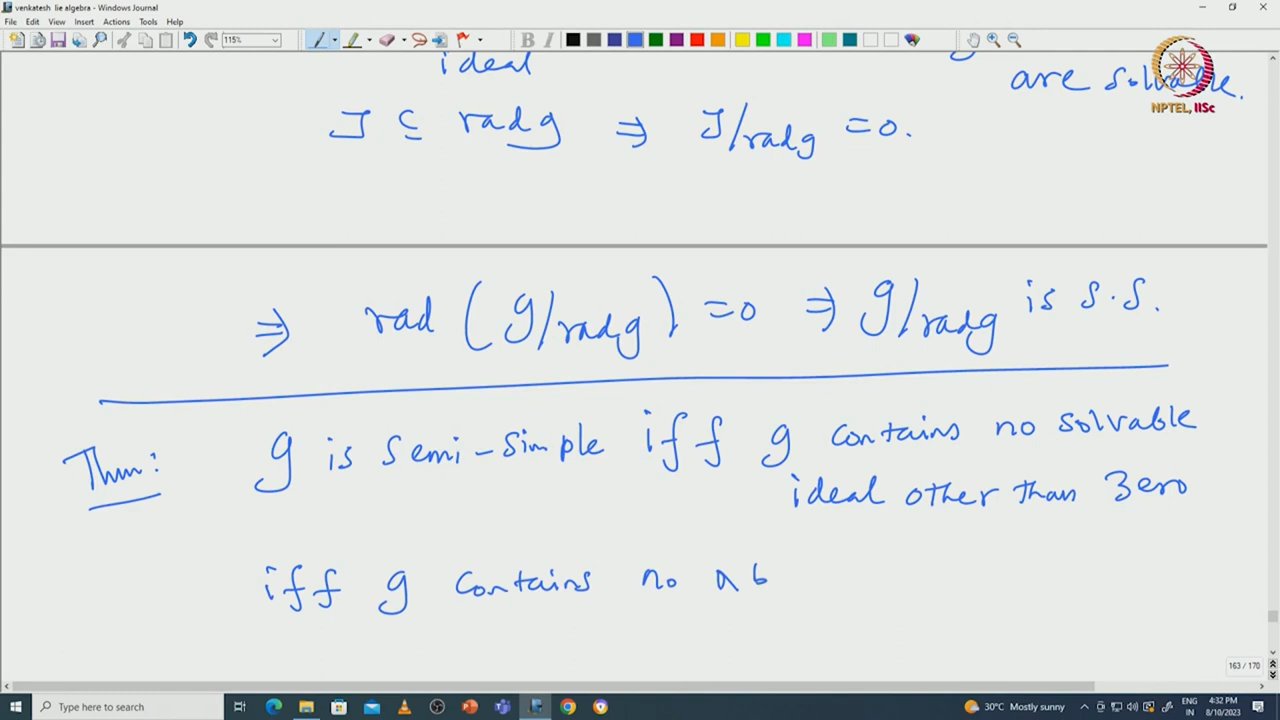 venkatesh lie algebra - Windows Journal
File Edit View Insert Actions Tools Help
115%
B I
ideal
are solvable.
NPTEL, IISc
J ⊆ rad g ⇒ J/rad g = 0.
⇒ rad (g/rad g) = 0 ⇒ g/rad g is s.s.
Thm: g is semi-simple iff g contains no solvable
ideal other than zero
iff g contains no ab
163 / 170
Type here to search
30°C Mostly sunny
ENG
IN
4:32 PM
8/10/2023